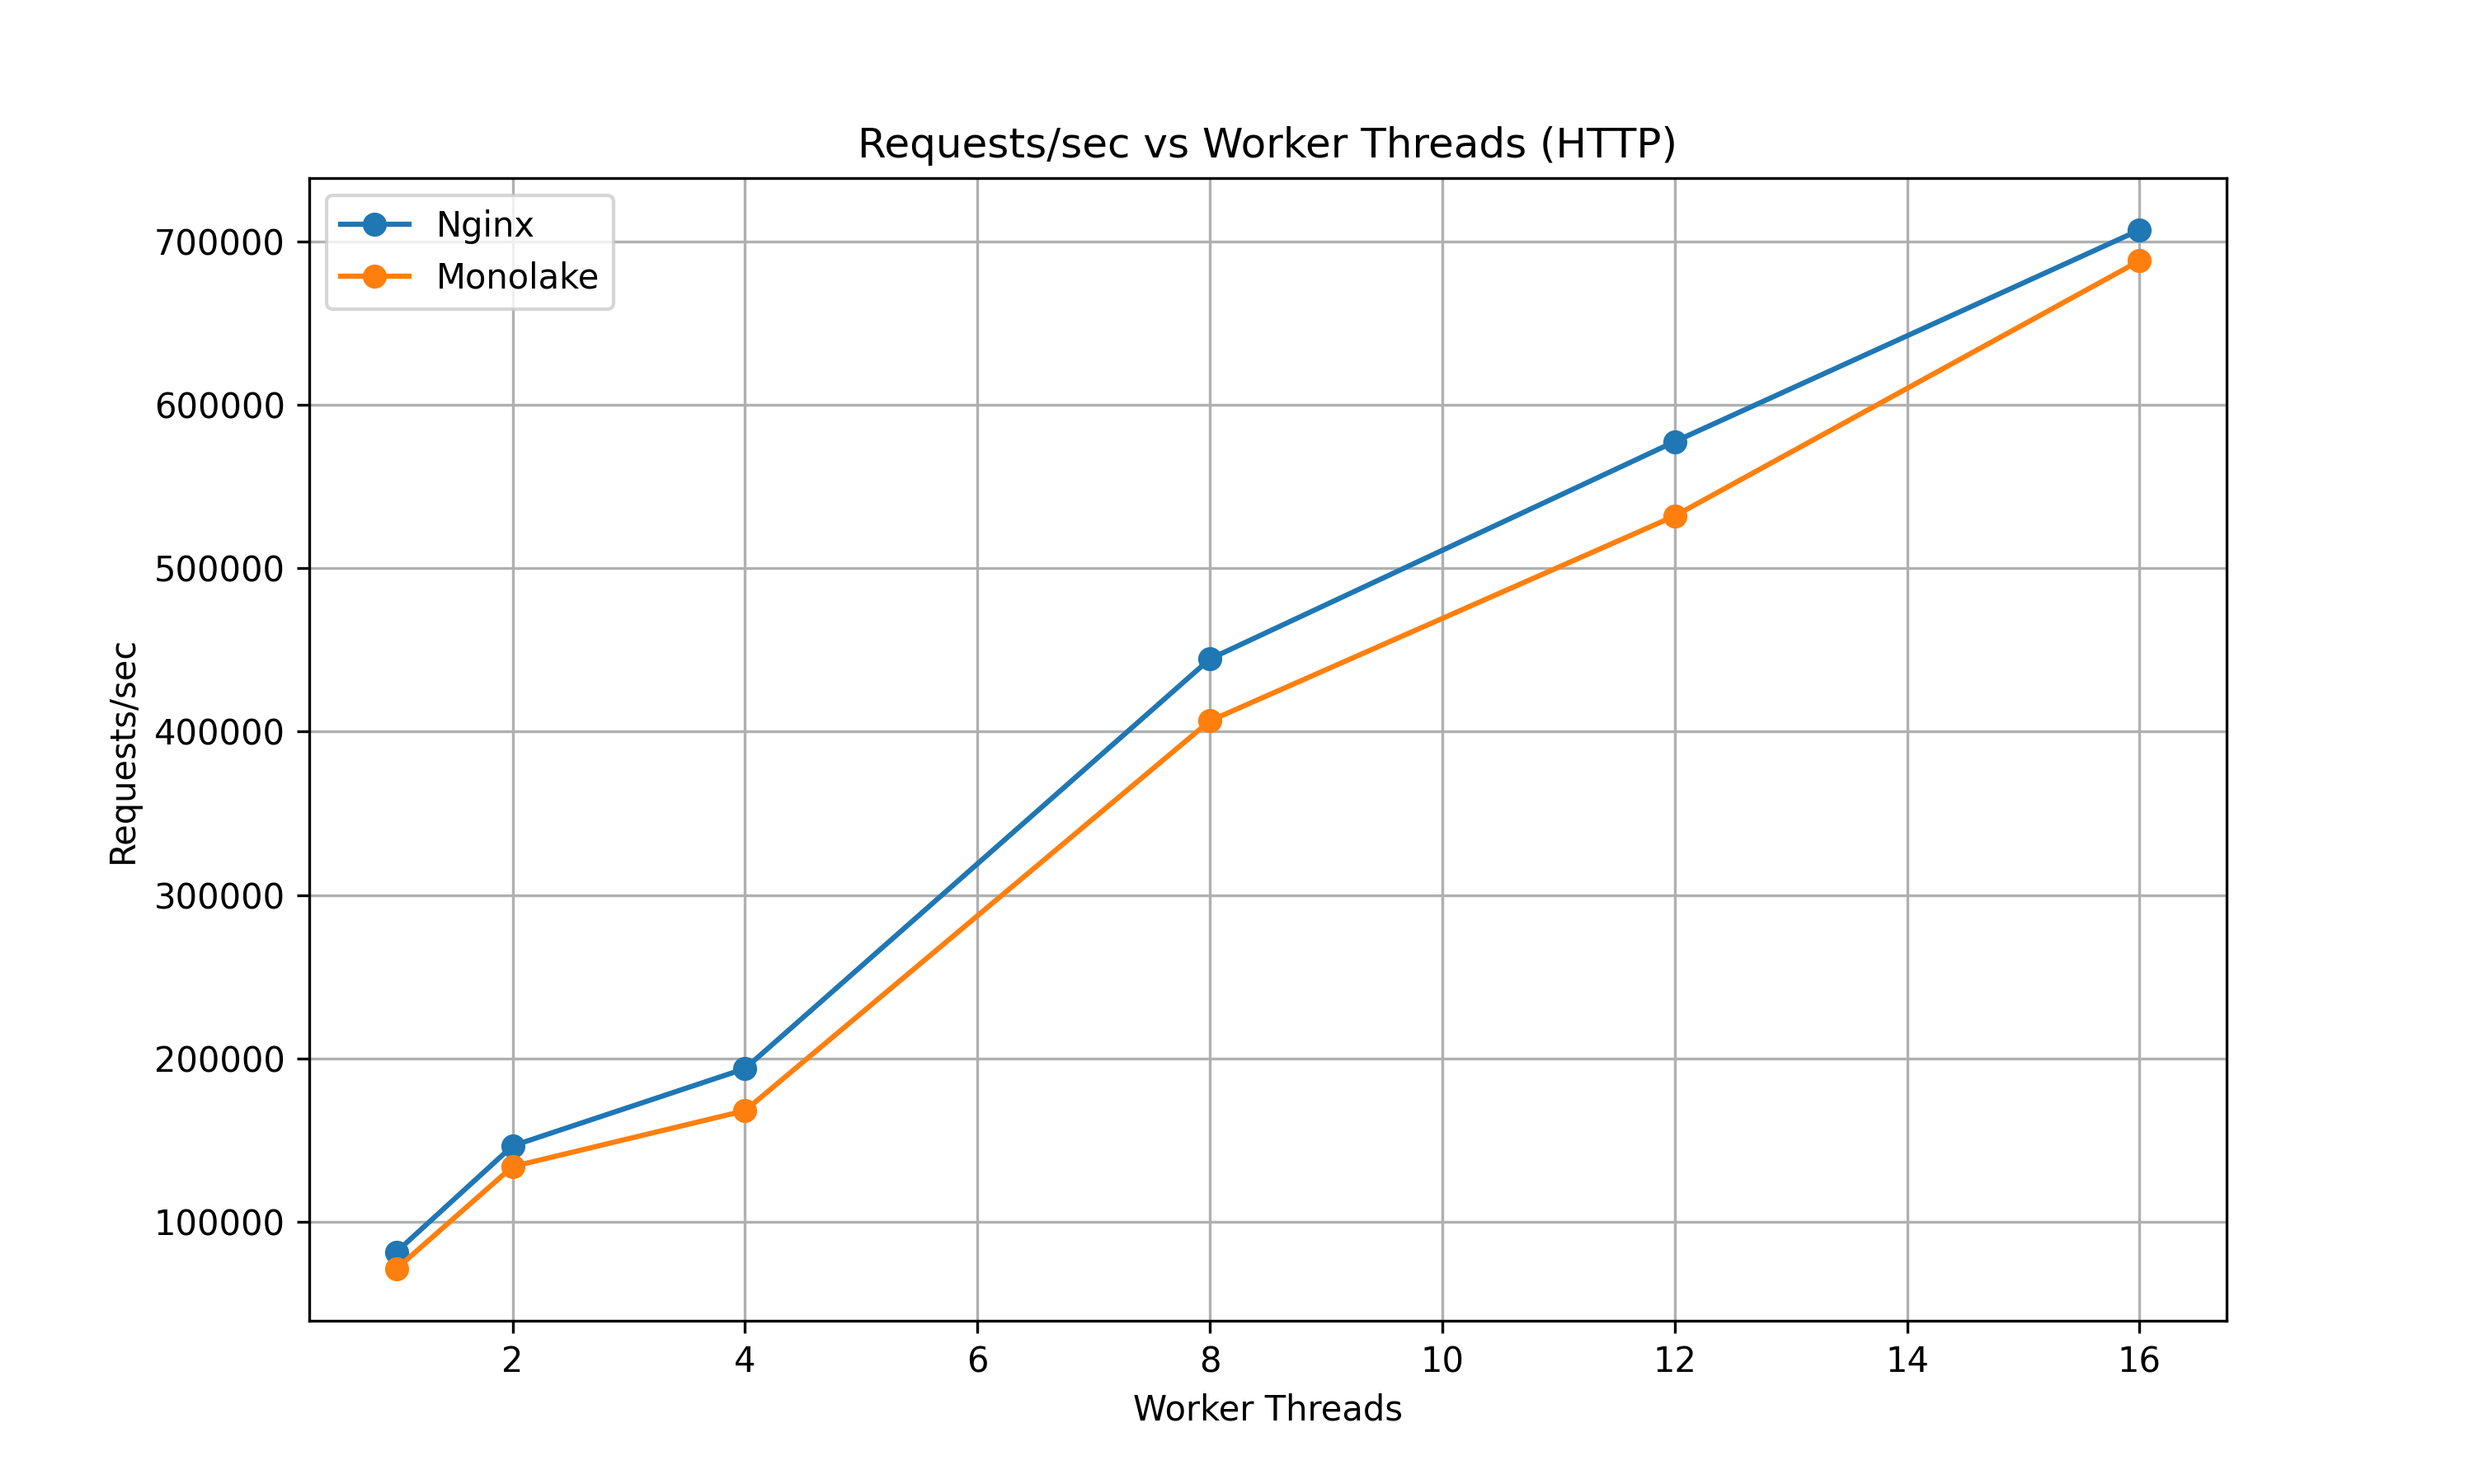 Requests/sec vs Worker Threads (HTTP)
Nginx
Monolake
700000
600000
500000
400000
300000
200000
100000
Requests/sec
2 4 6 8 10 12 14 16
Worker Threads